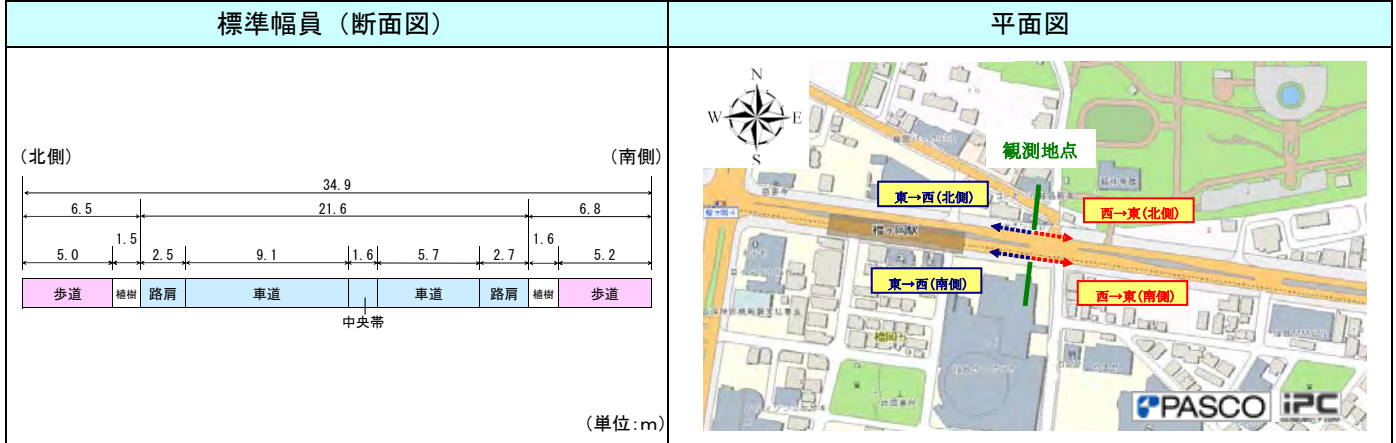 標準幅員（断面図）
平面図
（北側）
（南側）
34.9
6.5
21.6
6.8
1.5
1.6
5.0
2.5
9.1
1.6
5.7
2.7
5.2
歩道
植樹
路肩
車道
車道
路肩
植樹
歩道
中央帯
（単位:m）
N
W
E
S
観測地点
東→西(北側)
西→東(北側)
東→西(南側)
西→東(南側)
PASCO
iPC